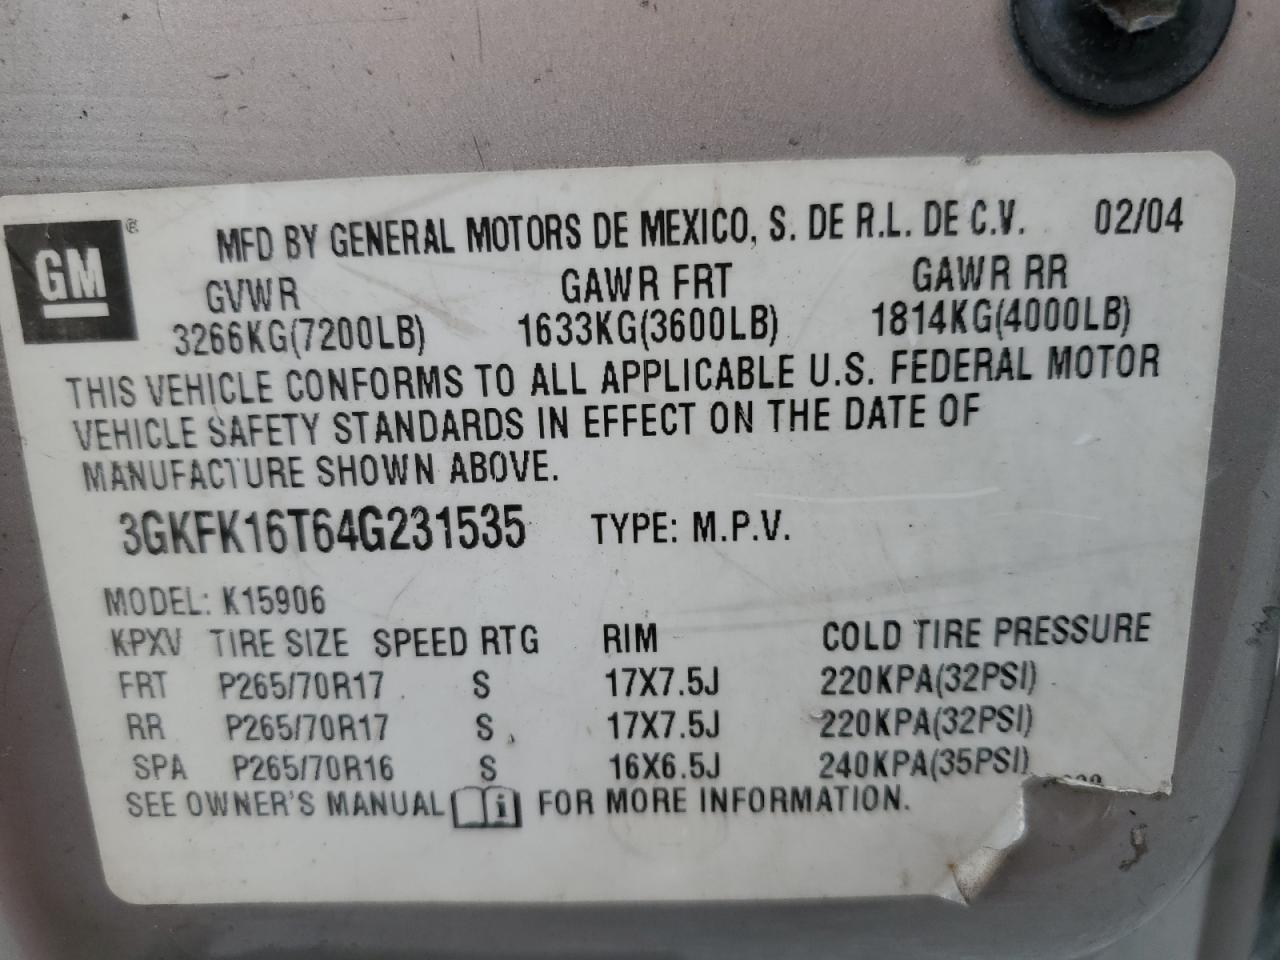 GM ® MFD BY GENERAL MOTORS DE MEXICO, S. DE R.L. DE C.V. 02/04
GVWR GAWR FRT GAWR RR
3266KG(7200LB) 1633KG(3600LB) 1814KG(4000LB)
THIS VEHICLE CONFORMS TO ALL APPLICABLE U.S. FEDERAL MOTOR
VEHICLE SAFETY STANDARDS IN EFFECT ON THE DATE OF
MANUFACTURE SHOWN ABOVE.
3GKFK16T64G231535 TYPE: M.P.V.
MODEL: K15906
KPXV TIRE SIZE SPEED RTG RIM COLD TIRE PRESSURE
FRT P265/70R17 S 17X7.5J 220KPA(32PSI)
RR P265/70R17 S 17X7.5J 220KPA(32PSI)
SPA P265/70R16 S 16X6.5J 240KPA(35PSI)
SEE OWNER'S MANUAL i FOR MORE INFORMATION.